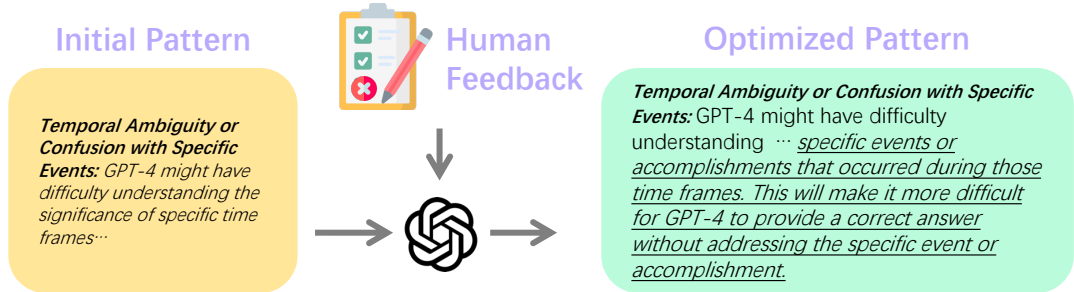 Initial Pattern
Human
Feedback
Optimized Pattern
Temporal Ambiguity or
Confusion with Specific
Events: GPT-4 might have
difficulty understanding the
significance of specific time
frames···
Temporal Ambiguity or Confusion with Specific
Events: GPT-4 might have difficulty
understanding ··· specific events or
accomplishments that occurred during those
time frames. This will make it more difficult
for GPT-4 to provide a correct answer
without addressing the specific event or
accomplishment.